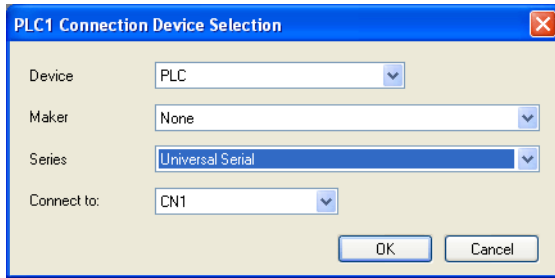 PLC1 Connection Device Selection
Device PLC
Maker None
Series Universal Serial
Connect to: CN1
OK Cancel